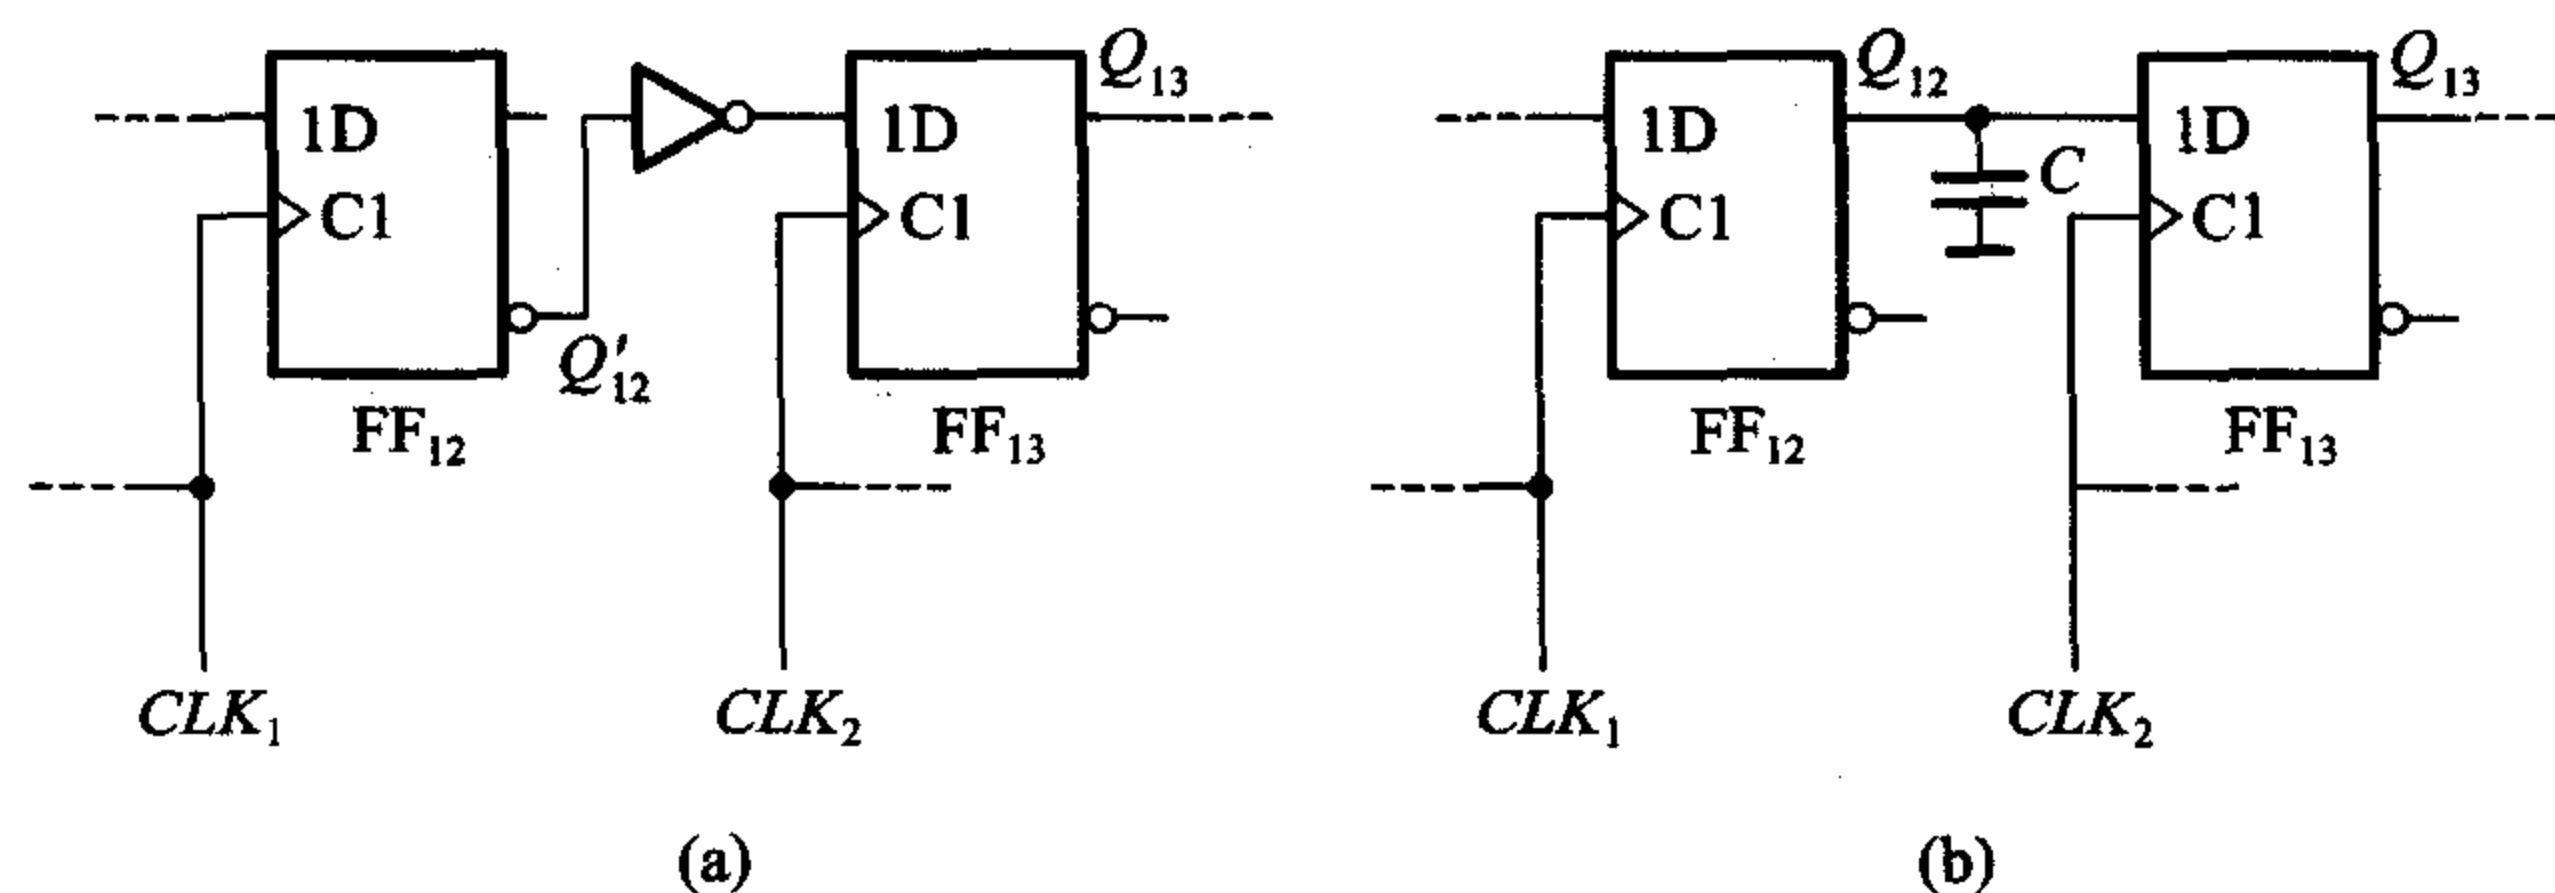 Q₁₃
1D
C1
Q′₁₂
FF₁₂
1D
C1
FF₁₃
CLK₁
CLK₂
(a)
Q₁₂
Q₁₃
1D
C1
C
FF₁₂
1D
C1
FF₁₃
CLK₁
CLK₂
(b)